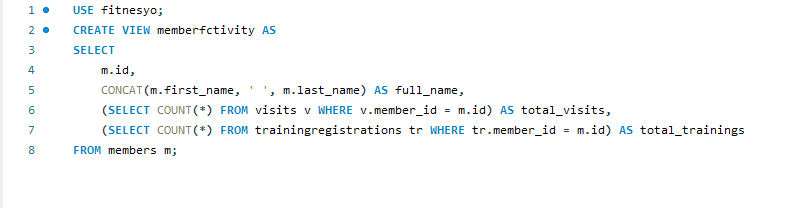 1 USE fitnesyo;
2 CREATE VIEW memberfctivity AS
3 SELECT
4 m.id,
5 CONCAT(m.first_name, ' ', m.last_name) AS full_name,
6 (SELECT COUNT(*) FROM visits v WHERE v.member_id = m.id) AS total_visits,
7 (SELECT COUNT(*) FROM trainingregistrations tr WHERE tr.member_id = m.id) AS total_trainings
8 FROM members m;